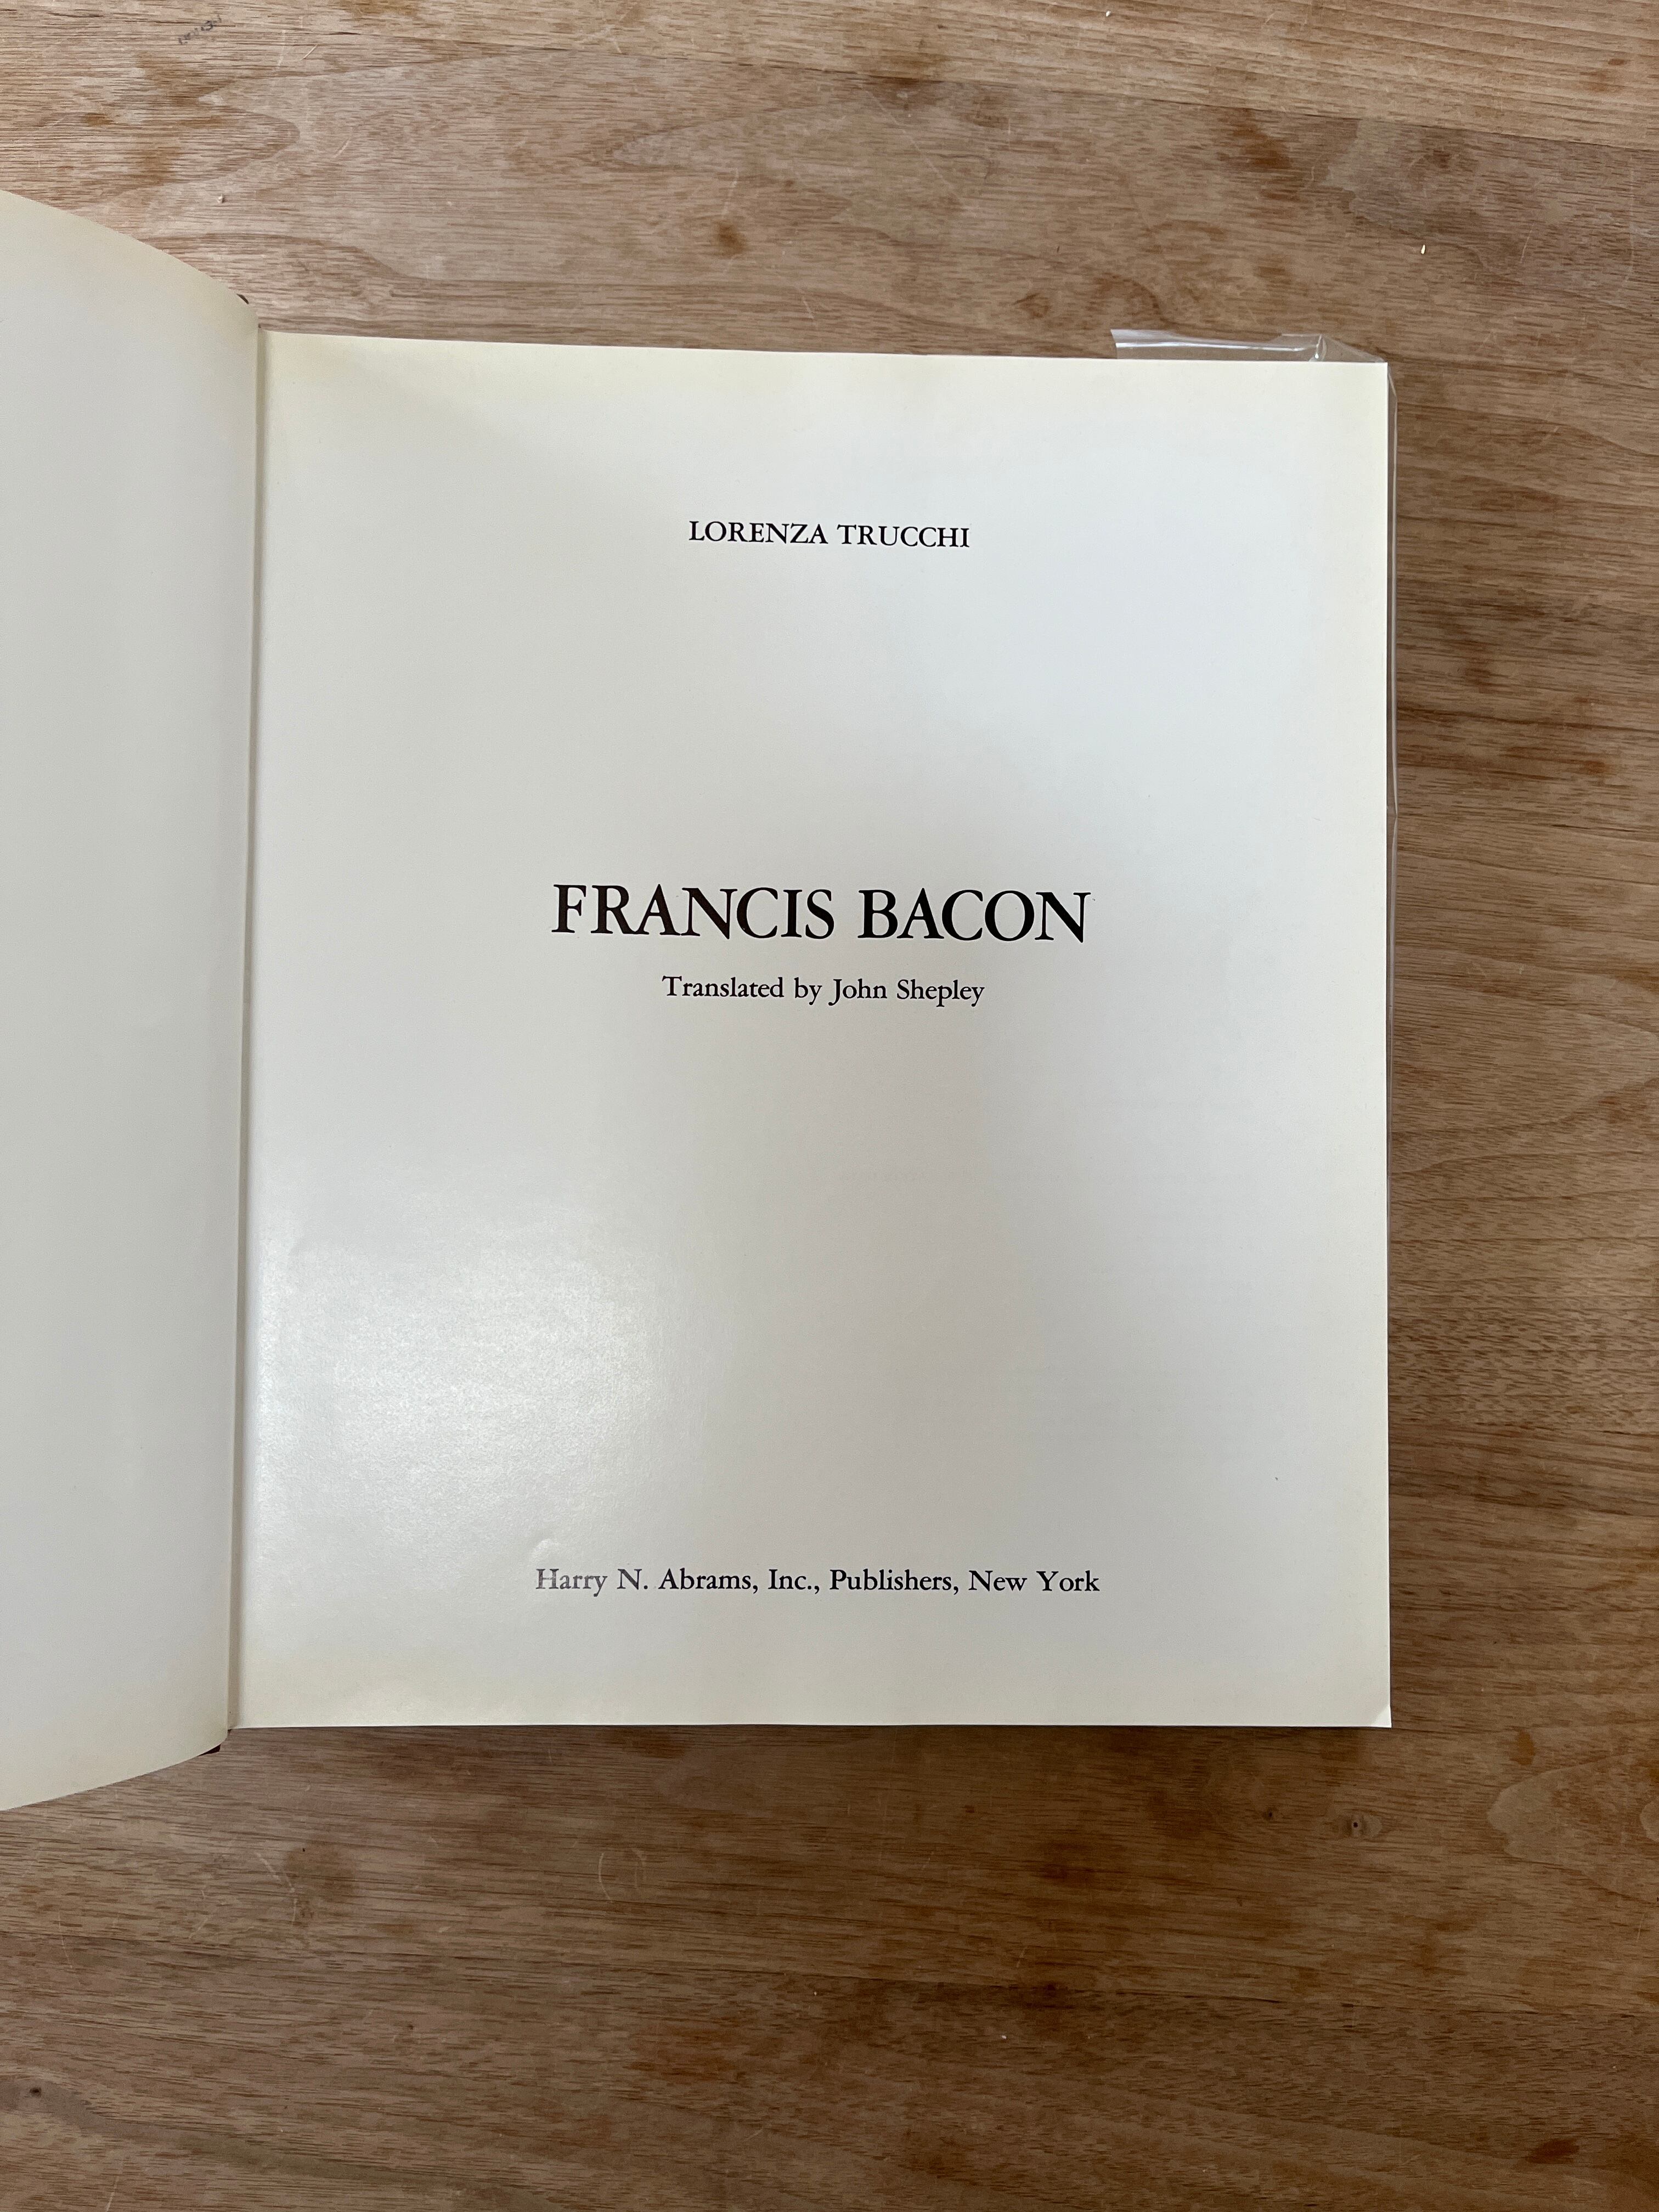 LORENZA TRUCCHI
FRANCIS BACON
Translated by John Shepley
Harry N. Abrams, Inc., Publishers, New York